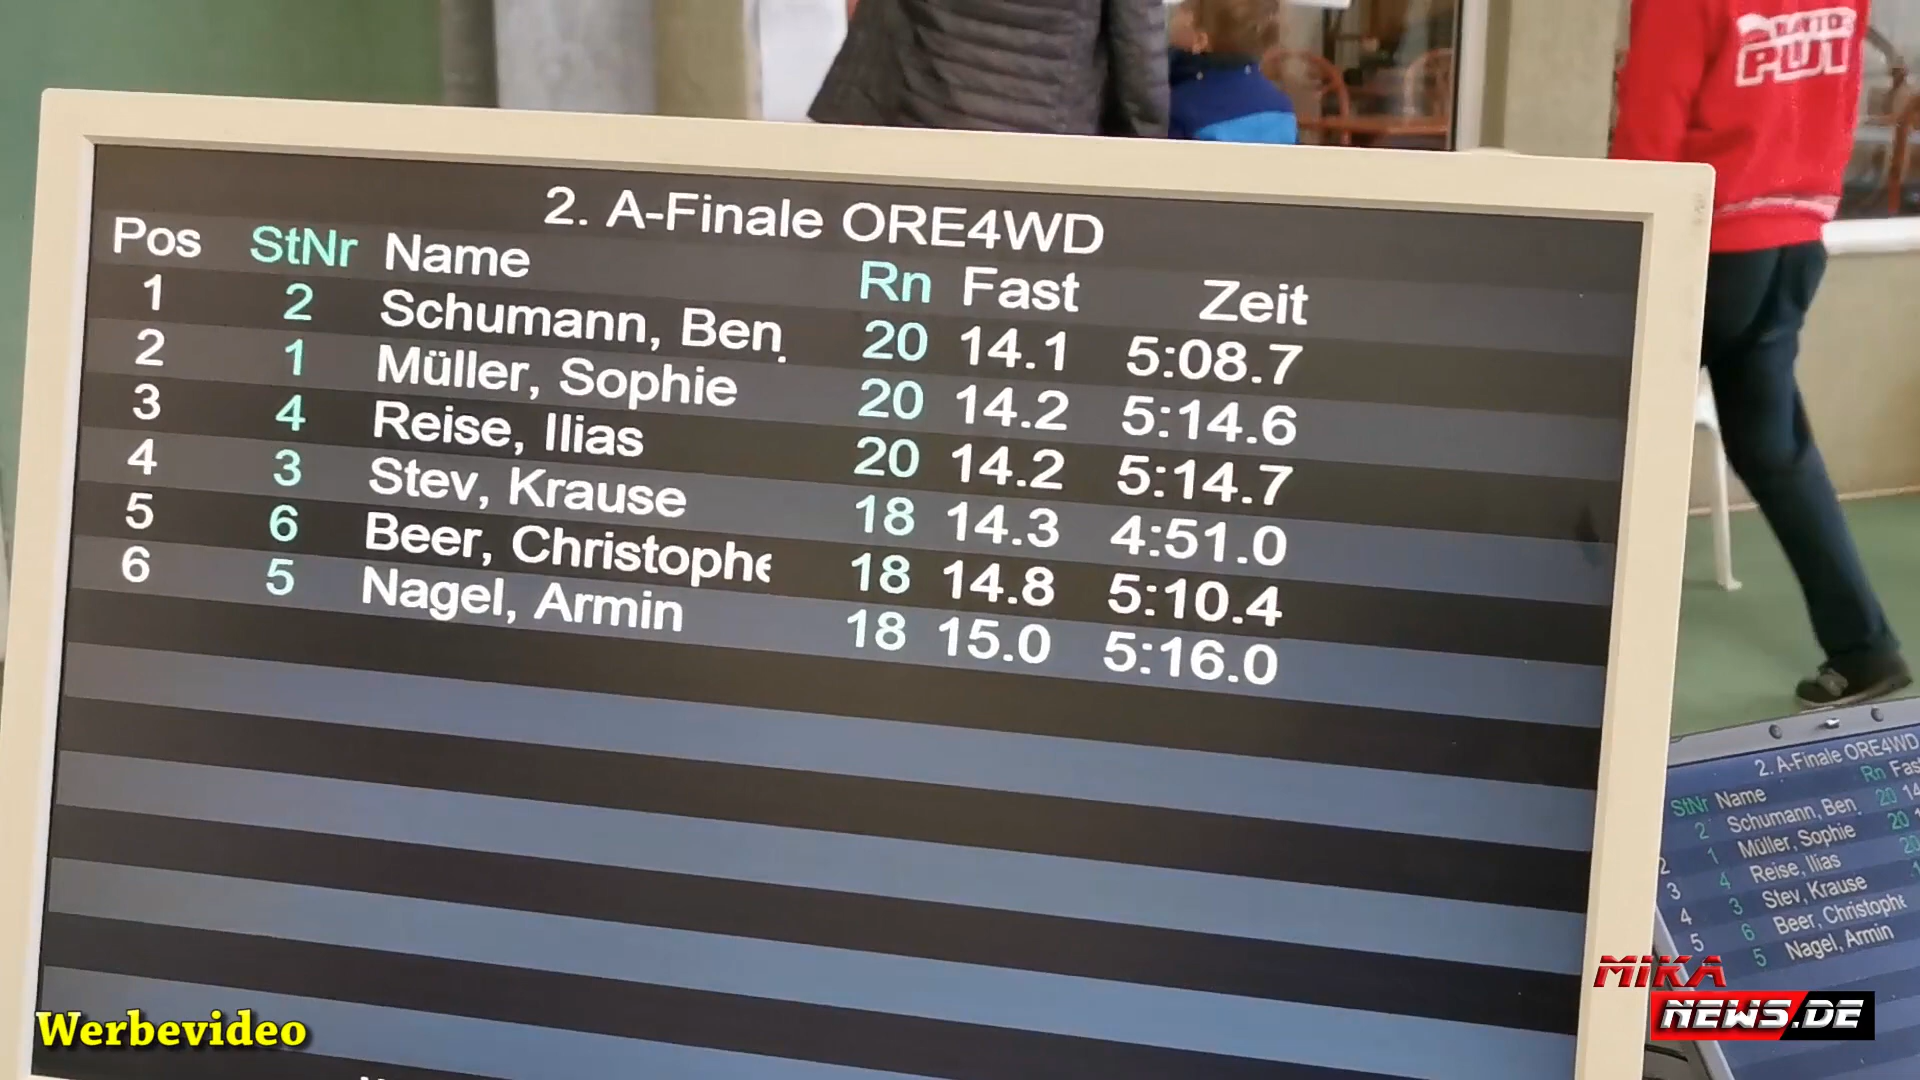 PUT
2. A-Finale ORE4WD
Pos StNr Name Rn Fast Zeit
1 2 Schumann, Ben 20 14.1 5:08.7
2 1 Müller, Sophie 20 14.2 5:14.6
3 4 Reise, Ilias 20 14.2 5:14.7
4 3 Stev, Krause 18 14.3 4:51.0
5 6 Beer, Christophe 18 14.8 5:10.4
6 5 Nagel, Armin 18 15.0 5:16.0
2. A-Finale ORE4WD
StNr Name Rn Fas
2 Schumann, Ben 20 14
2 1 Müller, Sophie 20
3 4 Reise, Ilias 20
4 3 Stev, Krause
5 6 Beer, Christophe
5 Nagel, Armin
Werbevideo
MIKA
NEWS.DE